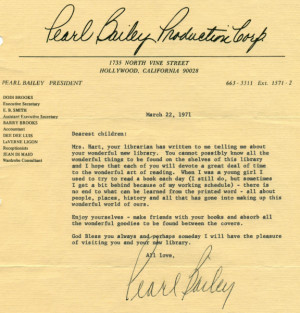 Pearl Bailey Production Corp.
1735 NORTH VINE STREET
HOLLYWOOD, CALIFORNIA 90028
PEARL BAILEY PRESIDENT
663-3311 Ext. 1571-2
DODI BROOKS
Executive Secretary
E. B. SMITH
Assistant Executive Secretary
BARRY BROOKS
Accountant
DEE DEE LUIS
LAVERNE LIGON
Receptionist
JEAN DI MAIO
Wardrobe Consultant
March 22, 1971
Dearest children:
Mrs. Hart, your librarian has written to me telling me about
your wonderful new library. You cannot possibly know all the
wonderful things to be found on the shelves of this library
and I hope that each of you will devote a great deal of time
to the wonderful art of reading. When I was a young girl I
used to try to read a book each day (I still do, but sometimes
I get a bit behind because of my working schedule) - there is
no end to what can be learned from the printed word - all about
people, places, history and all that has gone into making up this
wonderful world of ours.
Enjoy yourselves - make friends with your books and absorb all
the wonderful goodies to be found between the covers.
God Bless you always and perhaps someday I will have the pleasure
of visiting you and your new library.
All love,
Pearl Bailey